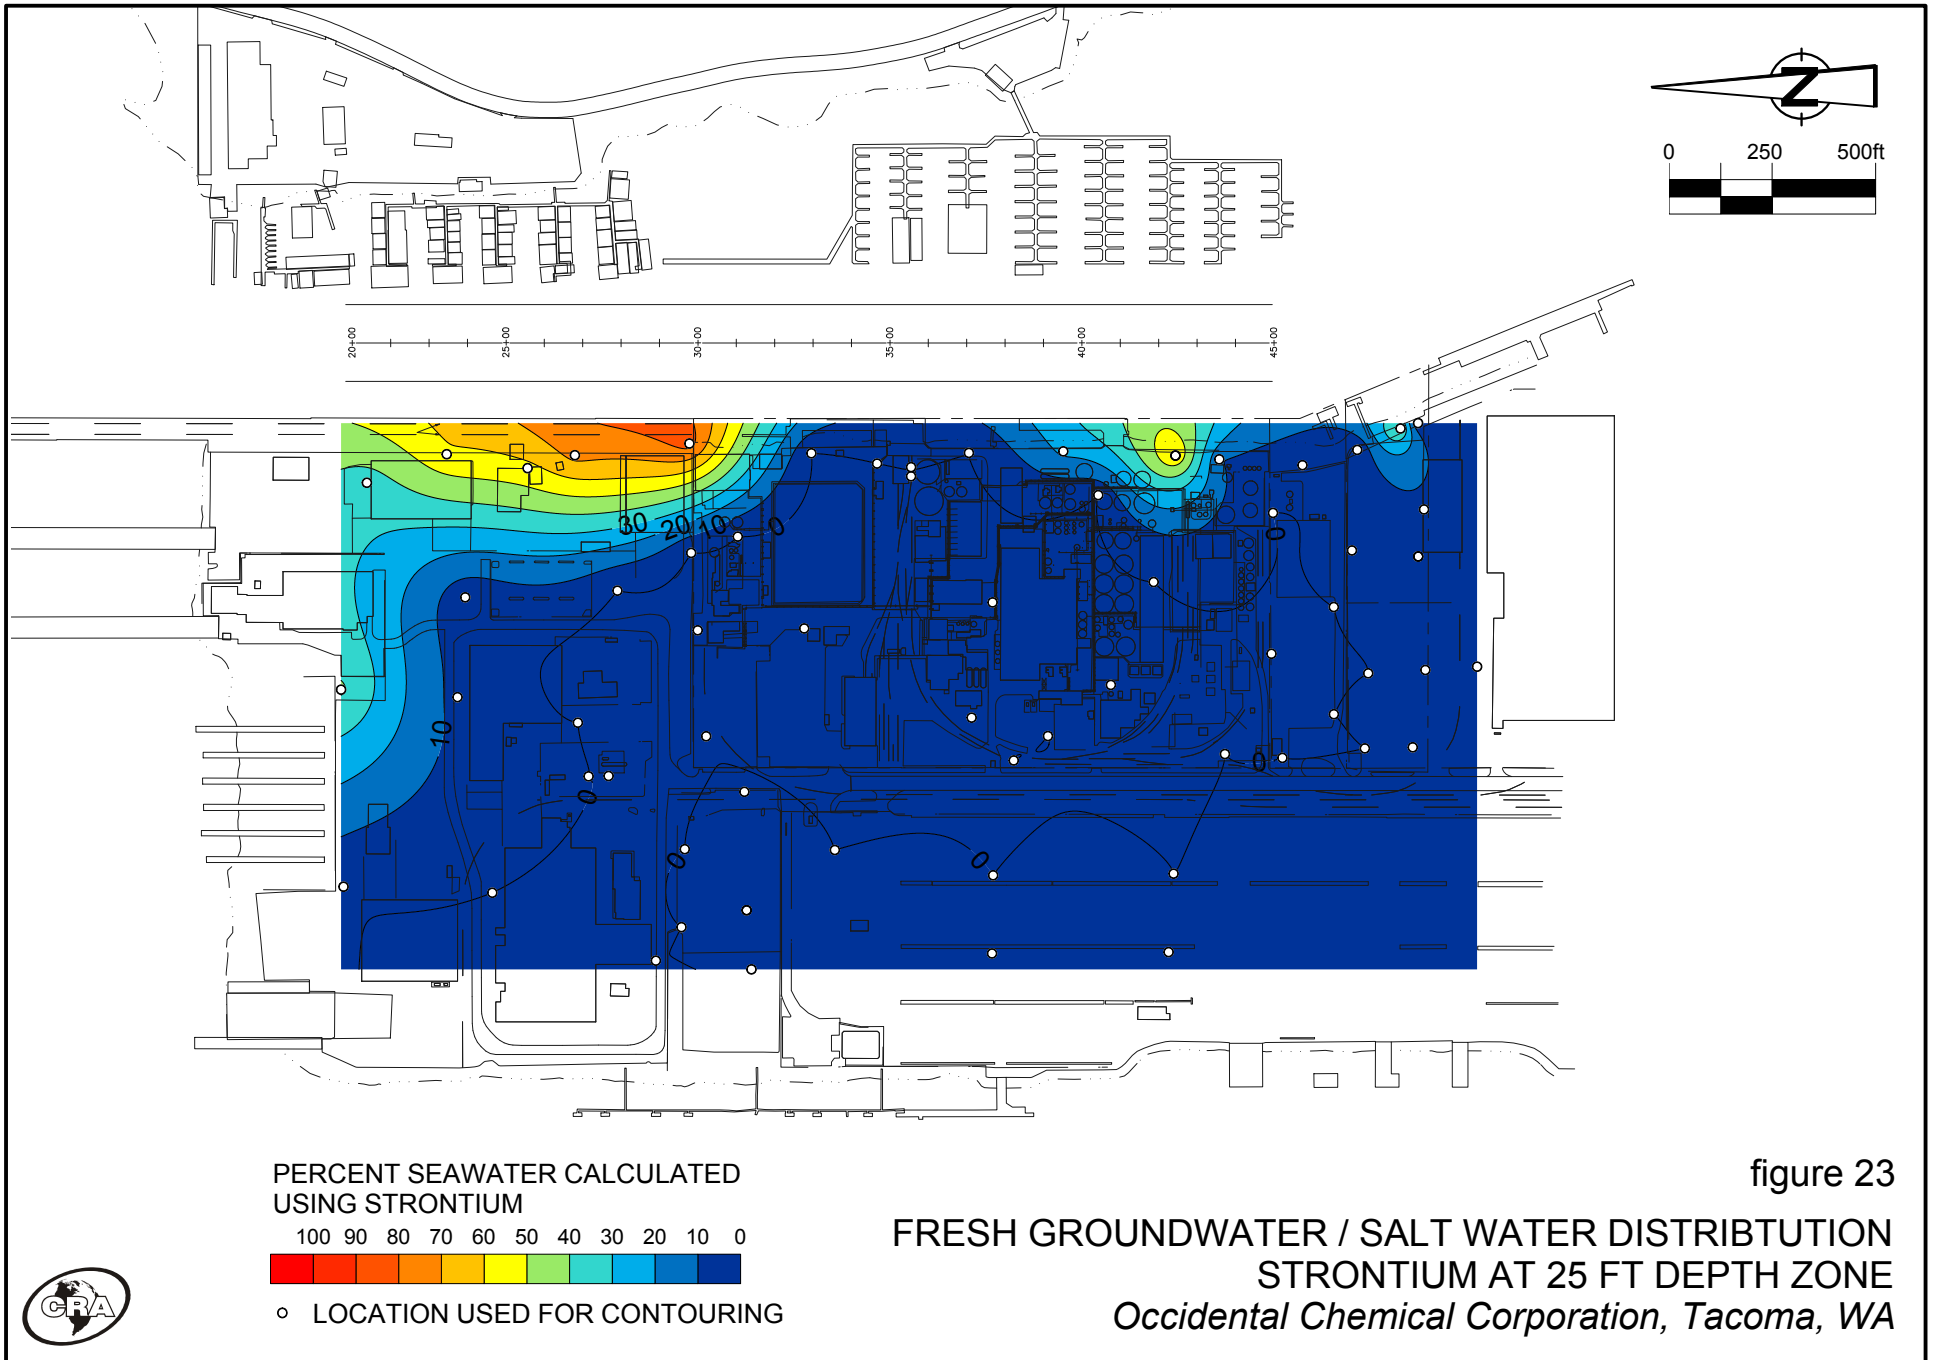 N
0 250 500ft
20+00 25+00 30+00 35+00 40+00 45+00
30 20 10 0
0
10
0
0
0
0
PERCENT SEAWATER CALCULATED
USING STRONTIUM
100 90 80 70 60 50 40 30 20 10 0
LOCATION USED FOR CONTOURING
CRA
figure 23
FRESH GROUNDWATER / SALT WATER DISTRIBTUTION
STRONTIUM AT 25 FT DEPTH ZONE
Occidental Chemical Corporation, Tacoma, WA